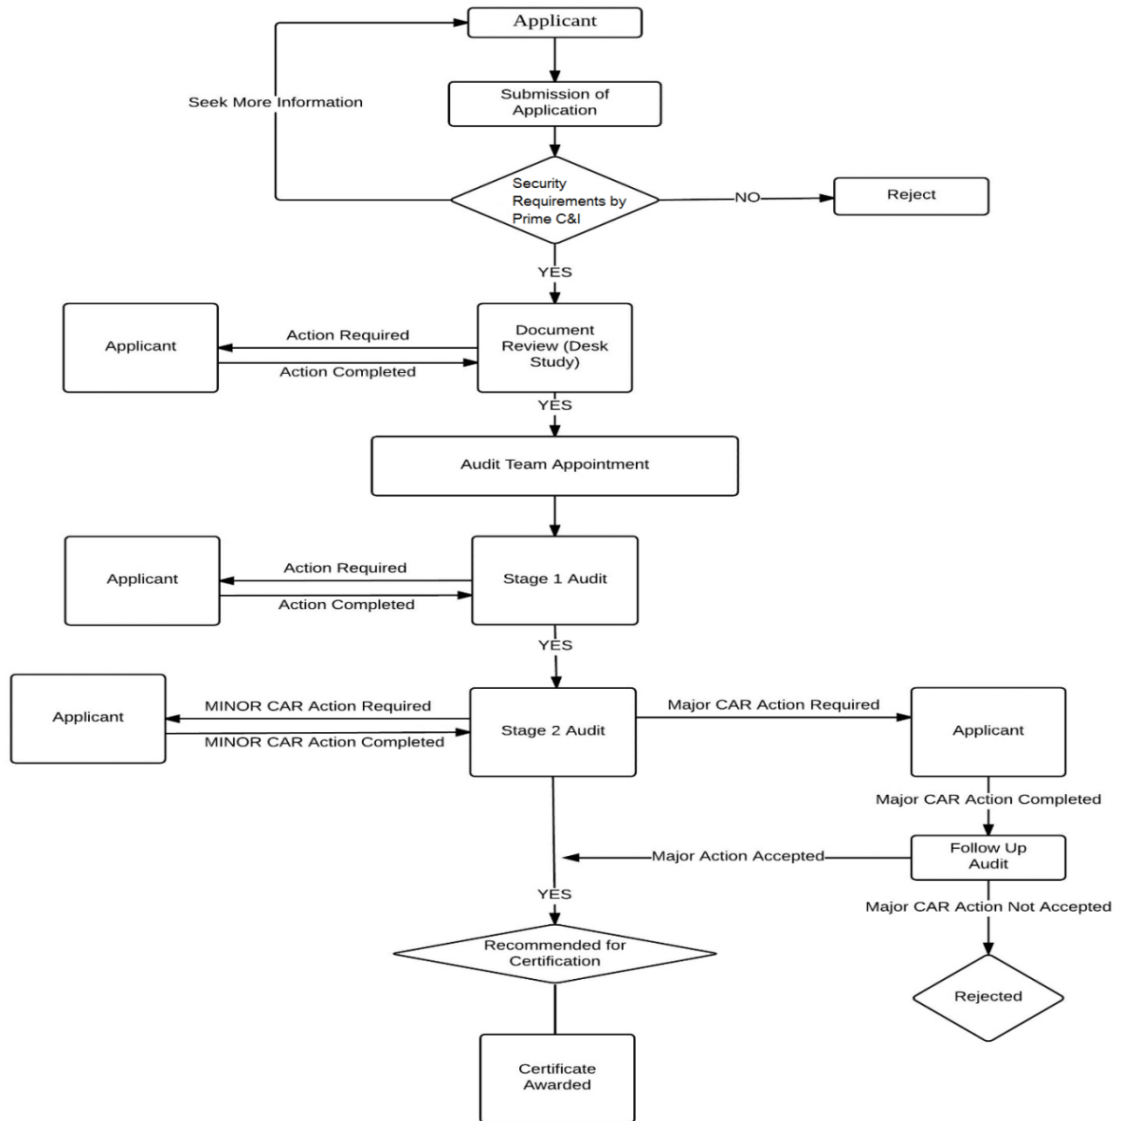 Applicant
Seek More Information
Submission of
Application
Security
Requirements by
Prime C&I
NO
Reject
YES
Applicant
Action Required
Action Completed
Document
Review (Desk
Study)
YES
Audit Team Appointment
Applicant
Action Required
Action Completed
Stage 1 Audit
YES
Applicant
MINOR CAR Action Required
MINOR CAR Action Completed
Stage 2 Audit
Major CAR Action Required
Applicant
Major CAR Action Completed
Major Action Accepted
Follow Up
Audit
YES
Major CAR Action Not Accepted
Recommended for
Certification
Rejected
Certificate
Awarded